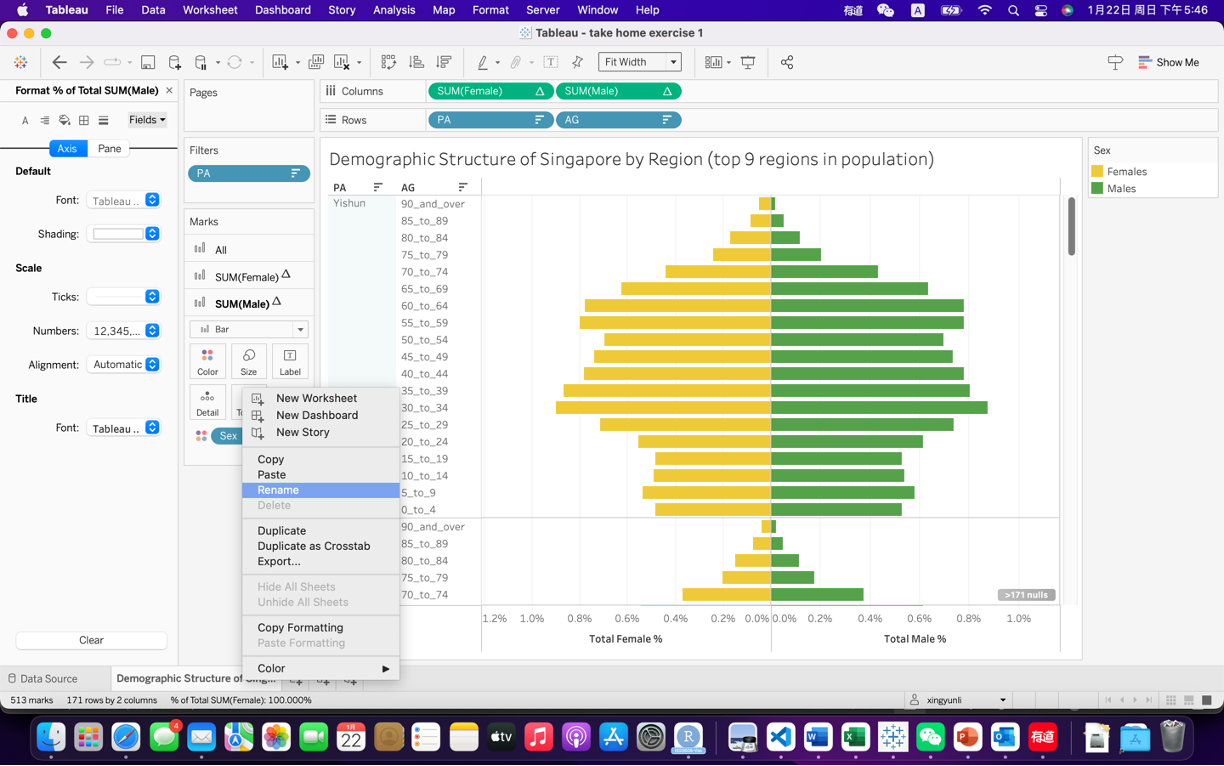 Tableau File Data Worksheet Dashboard Story Analysis Map Format Server Window Help
有道 A 1月22日 周日 下午5:46
Tableau - take home exercise 1
Fit Width
Show Me
Format % of Total SUM(Male) ×
Fields
Axis Pane
Default
Font: Tableau ..
Shading:
Scale
Ticks:
Numbers: 12,345,...
Alignment: Automatic
Title
Font: Tableau ..
Clear
Pages
Filters
PA
Marks
All
SUM(Female)
SUM(Male)
Bar
Color Size Label
Detail
Sex
New Worksheet
New Dashboard
New Story
Copy
Paste
Rename
Delete
Duplicate
Duplicate as Crosstab
Export...
Hide All Sheets
Unhide All Sheets
Copy Formatting
Paste Formatting
Color
Columns SUM(Female) SUM(Male)
Rows PA AG
Demographic Structure of Singapore by Region (top 9 regions in population)
PA AG
Yishun
90_and_over
85_to_89
80_to_84
75_to_79
70_to_74
65_to_69
60_to_64
55_to_59
50_to_54
45_to_49
40_to_44
35_to_39
30_to_34
25_to_29
20_to_24
15_to_19
10_to_14
5_to_9
0_to_4
90_and_over
85_to_89
80_to_84
75_to_79
70_to_74
>171 nulls
1.2% 1.0% 0.8% 0.6% 0.4% 0.2% 0.0% 0.0% 0.2% 0.4% 0.6% 0.8% 1.0%
Total Female % Total Male %
Sex
Females
Males
Data Source
Demographic Structure of Sing...
513 marks 171 rows by 2 columns % of Total SUM(Female): 100.000%
xingyunli
4
1月
22
tv
R
W
X
P
有道